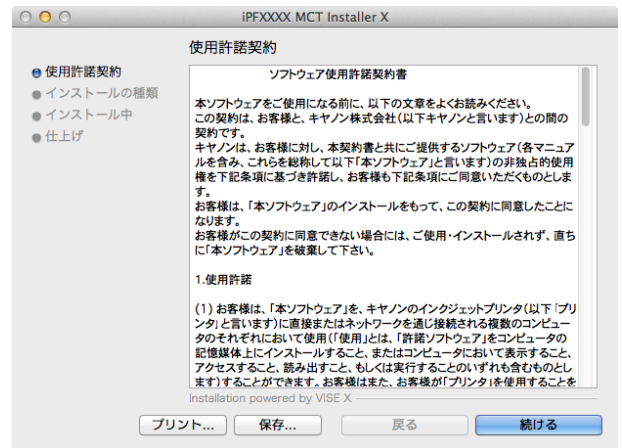 iPFXXXX MCT Installer X
使用許諾契約
使用許諾契約
インストールの種類
インストール中
仕上げ
ソフトウェア使用許諾契約書
本ソフトウェアをご使用になる前に、以下の文章をよくお読みください。
この契約は、お客様と、キヤノン株式会社(以下キヤノンと言います)との間の
契約です。
キヤノンは、お客様に対し、本契約書と共にご提供するソフトウェア(各マニュア
ルを含み、これらを総称して以下「本ソフトウェア」と言います)の非独占的使用
権を下記条項に基づき許諾し、お客様も下記条項にご同意いただくものとしま
す。
お客様は、「本ソフトウェア」のインストールをもって、この契約に同意したことに
なります。
お客様がこの契約に同意できない場合には、ご使用・インストールされず、直ち
に「本ソフトウェア」を破棄して下さい。
1.使用許諾
(1) お客様は、「本ソフトウェア」を、キヤノンのインクジェットプリンタ(以下「プリ
ンタ」と言います)に直接またはネットワークを通じ接続される複数のコンピュー
タのそれぞれにおいて使用(「使用」とは、「許諾ソフトウェア」をコンピュータの
記憶媒体上にインストールすること、またはコンピュータにおいて表示すること、
アクセスすること、読み出すこと、もしくは実行することのいずれも含むものとし
ます)することができます。お客様はまた、お客様が「プリンタ」を使用することを
Installation powered by VISE X
プリント...
保存...
戻る
続ける